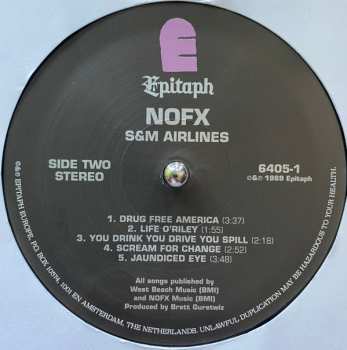 E
Epitaph
NOFX
S&M AIRLINES
SIDE TWO
STEREO
6405-1
℗&© 1989 Epitaph
1. DRUG FREE AMERICA (3:37)
2. LIFE O'RILEY (1:55)
3. YOU DRINK YOU DRIVE YOU SPILL (2:18)
4. SCREAM FOR CHANGE (2:52)
5. JAUNDICED EYE (3:48)
All songs published by
West Beach Music (BMI)
and NOFX Music (BMI)
Produced by Brett Guretwiz
℗&© EPITAPH EUROPE, P.O. BOX 10574, 1001 EN AMSTERDAM, THE NETHERLANDS. UNLAWFUL DUPLICATION MAY BE HAZARDOUS TO YOUR HEALTH.